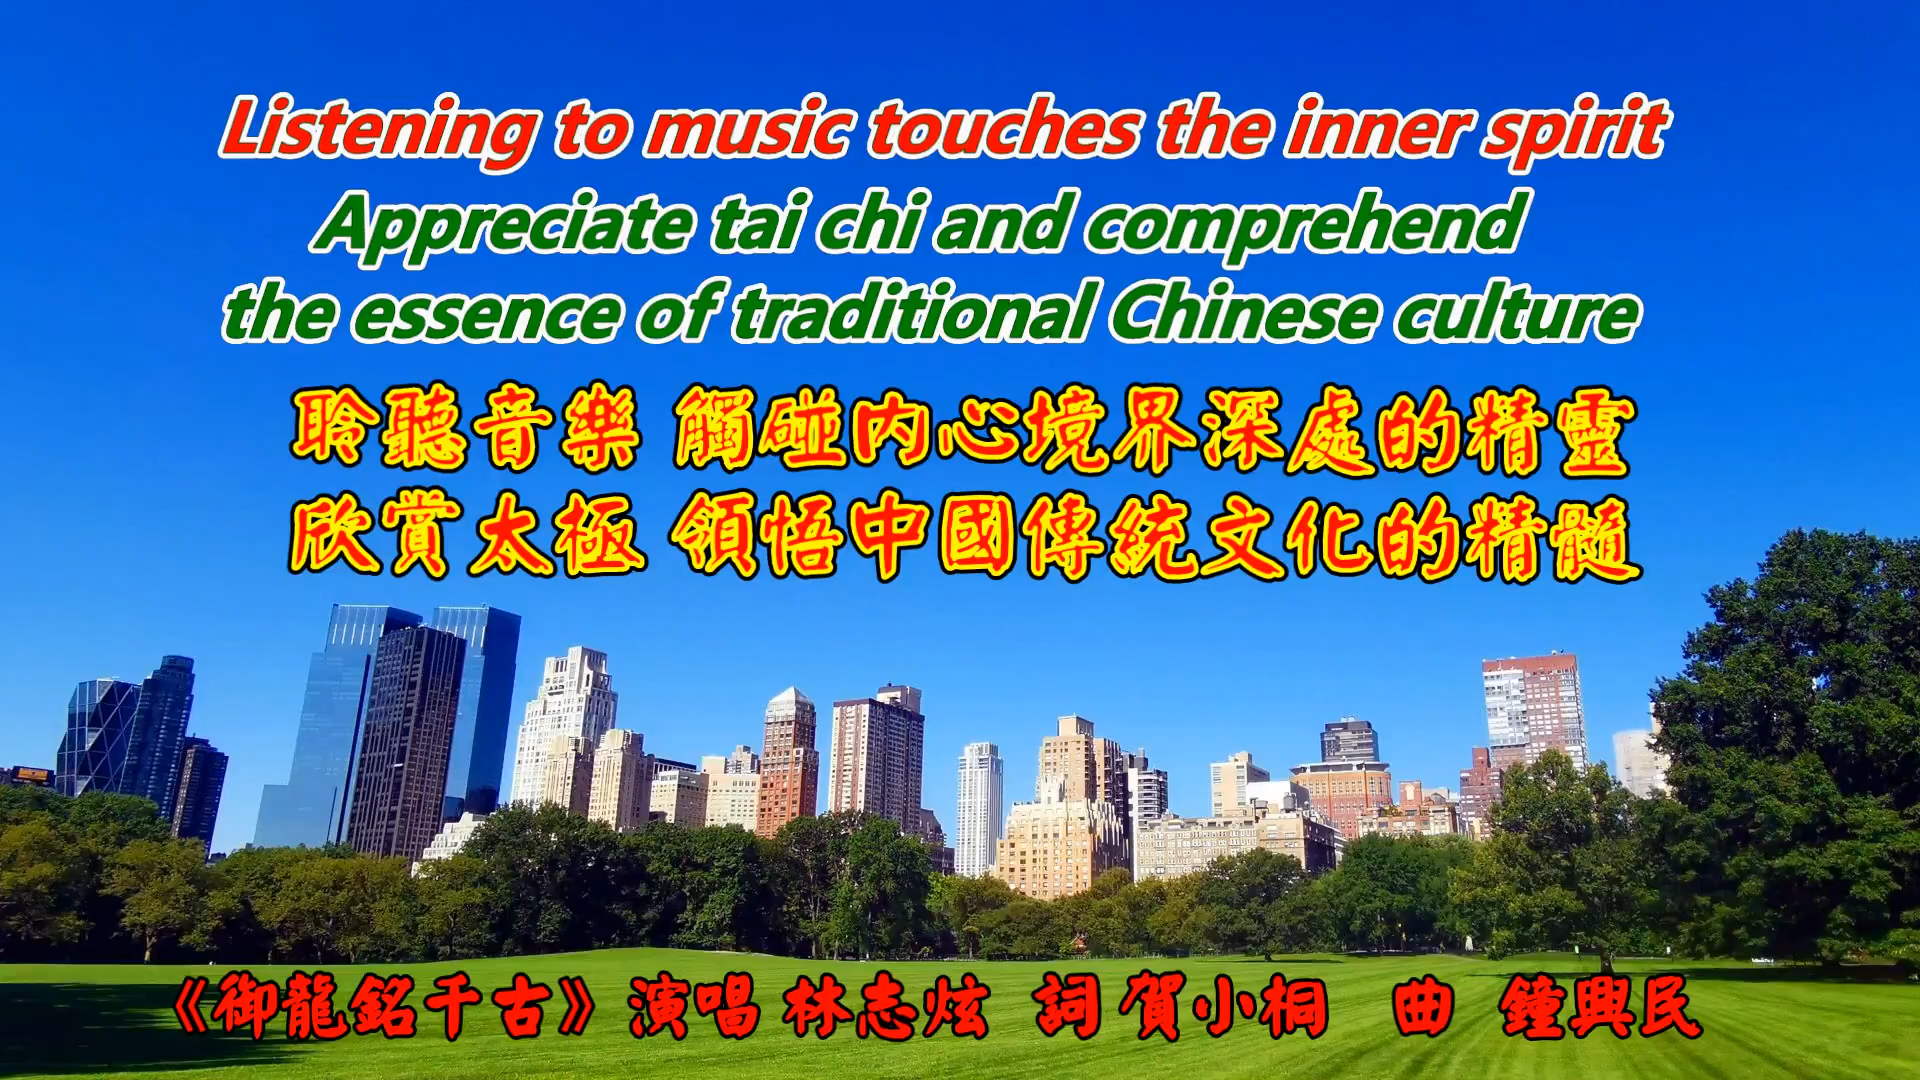 Listening to music touches the inner spirit
Appreciate tai chi and comprehend
the essence of traditional Chinese culture
聆聽音樂 觸碰内心境界深處的精靈
欣賞太極 領悟中國傳統文化的精髓
《御龍銘千古》演唱 林志炫 詞 賀小桐 曲 鐘興民